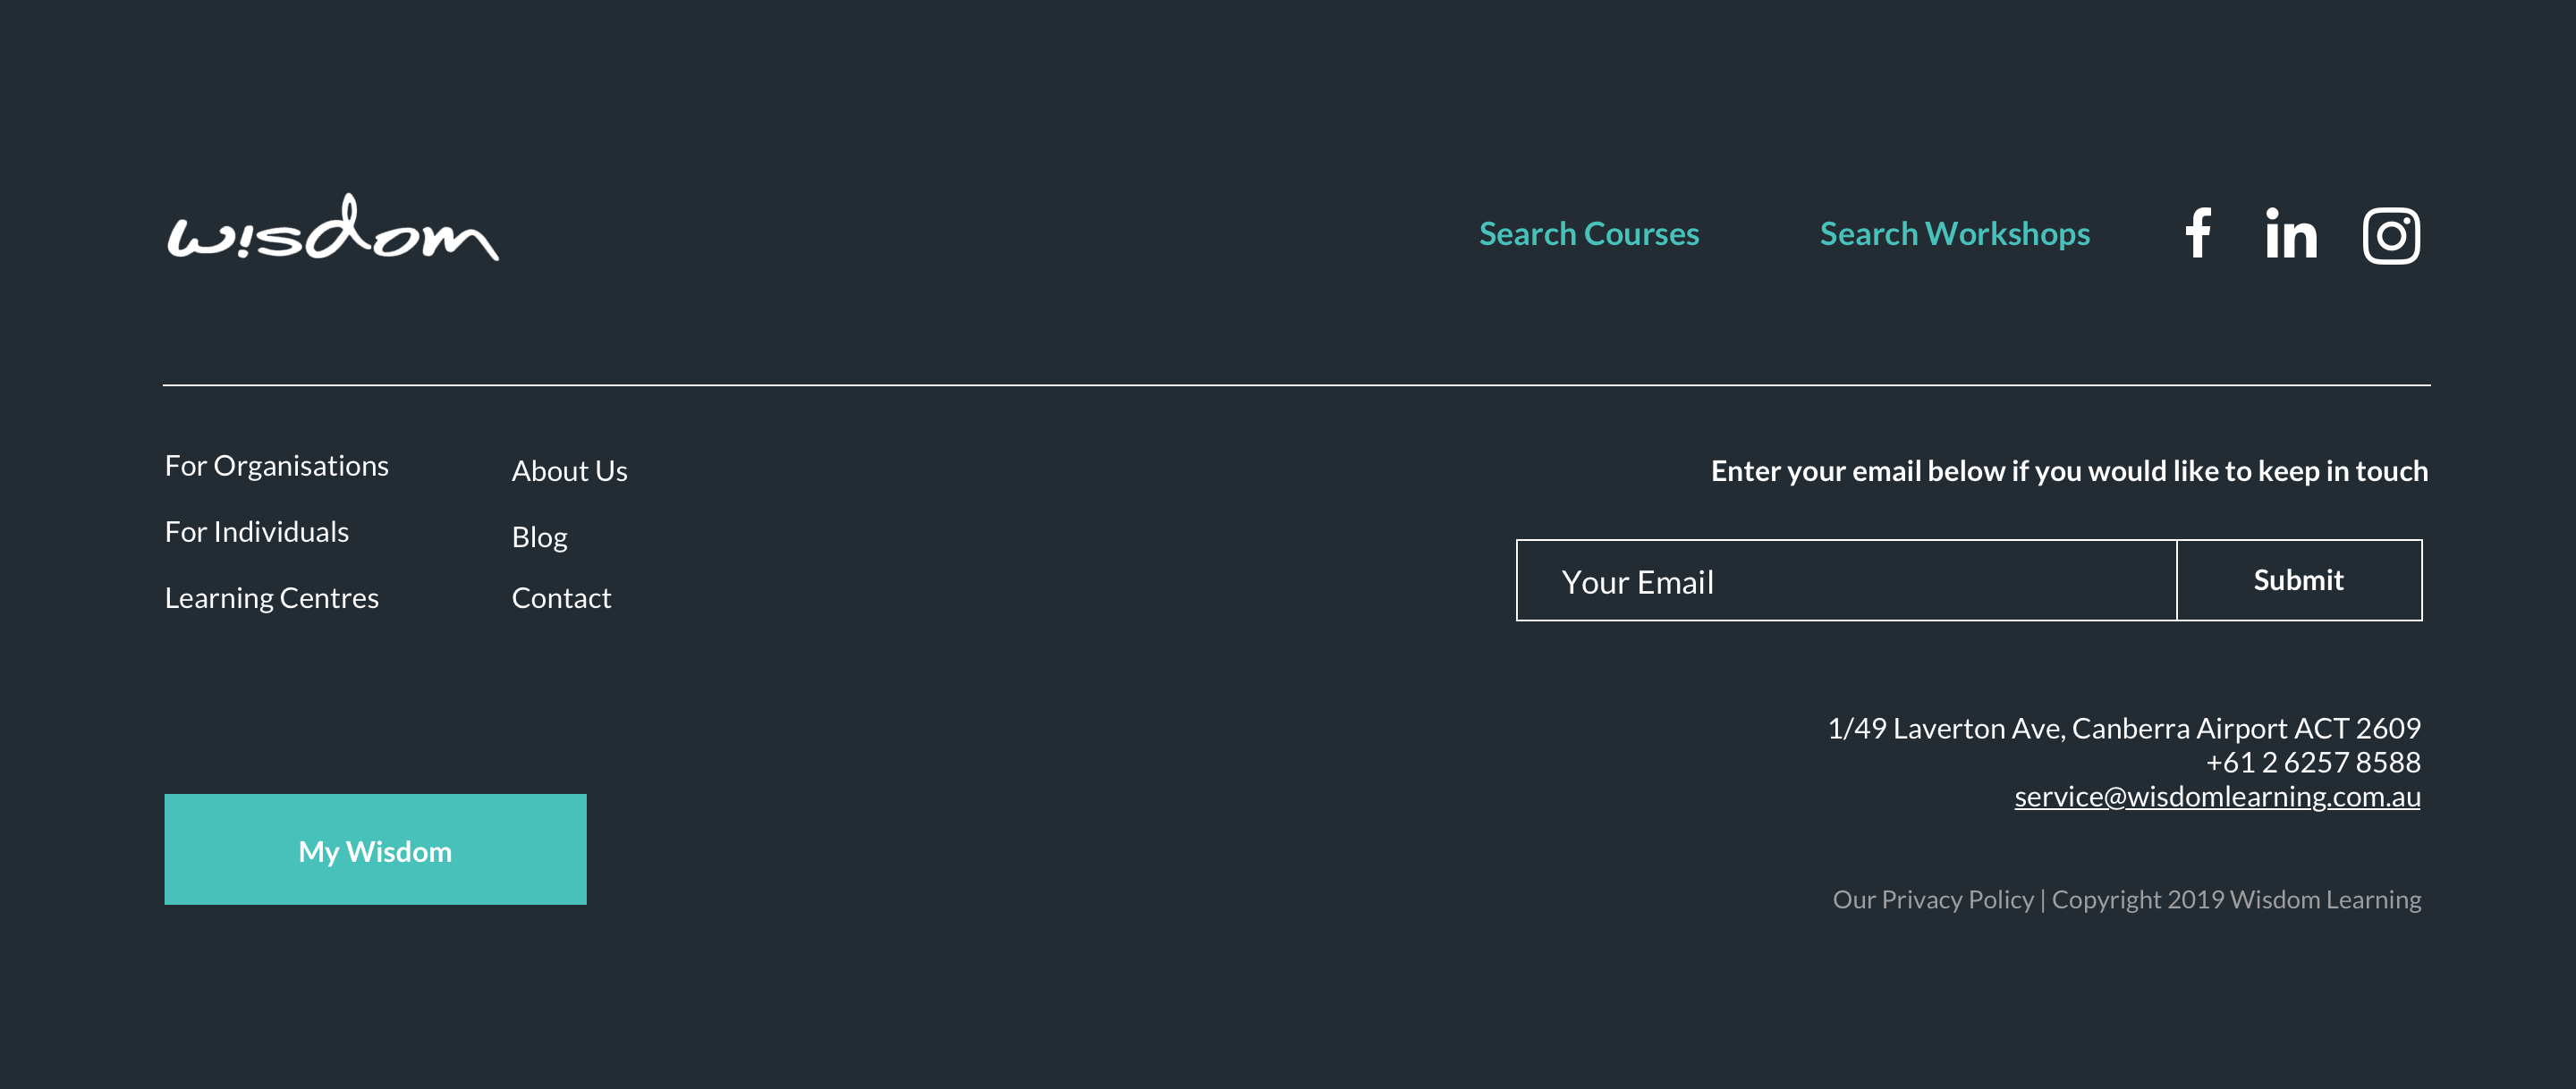 wisdom
Search Courses
Search Workshops
For Organisations
For Individuals
Learning Centres
About Us
Blog
Contact
Enter your email below if you would like to keep in touch
Your Email
Submit
1/49 Laverton Ave, Canberra Airport ACT 2609
+61 2 6257 8588
service@wisdomlearning.com.au
My Wisdom
Our Privacy Policy | Copyright 2019 Wisdom Learning